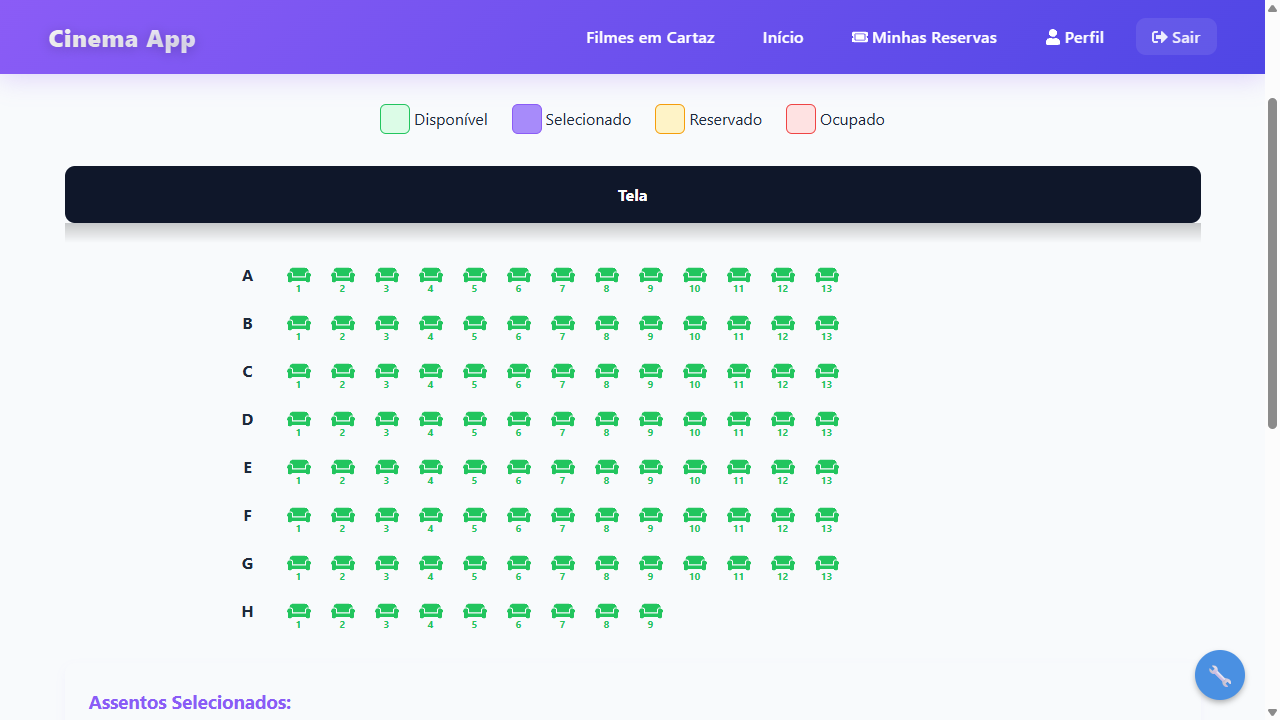 Cinema App Filmes em Cartaz Início Minhas Reservas Perfil Sair
Disponível Selecionado Reservado Ocupado
Tela
A 1 2 3 4 5 6 7 8 9 10 11 12 13
B 1 2 3 4 5 6 7 8 9 10 11 12 13
C 1 2 3 4 5 6 7 8 9 10 11 12 13
D 1 2 3 4 5 6 7 8 9 10 11 12 13
E 1 2 3 4 5 6 7 8 9 10 11 12 13
F 1 2 3 4 5 6 7 8 9 10 11 12 13
G 1 2 3 4 5 6 7 8 9 10 11 12 13
H 1 2 3 4 5 6 7 8 9
Assentos Selecionados: